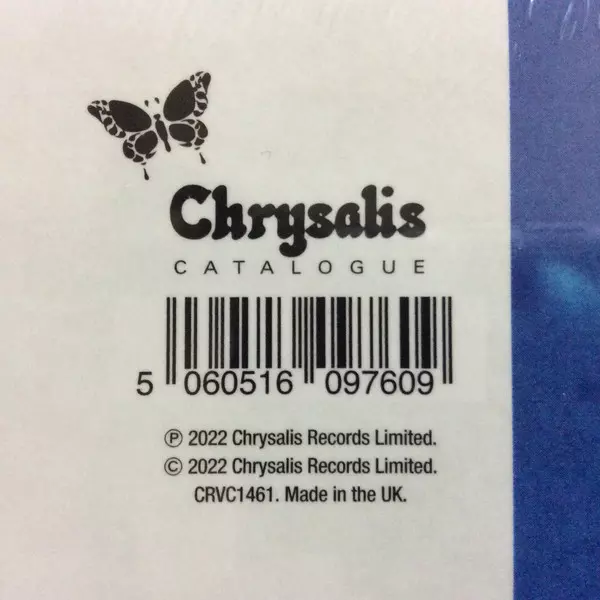 Chrysalis
CATALOGUE
5 060516 097609
℗ 2022 Chrysalis Records Limited.
© 2022 Chrysalis Records Limited.
CRVC1461. Made in the UK.